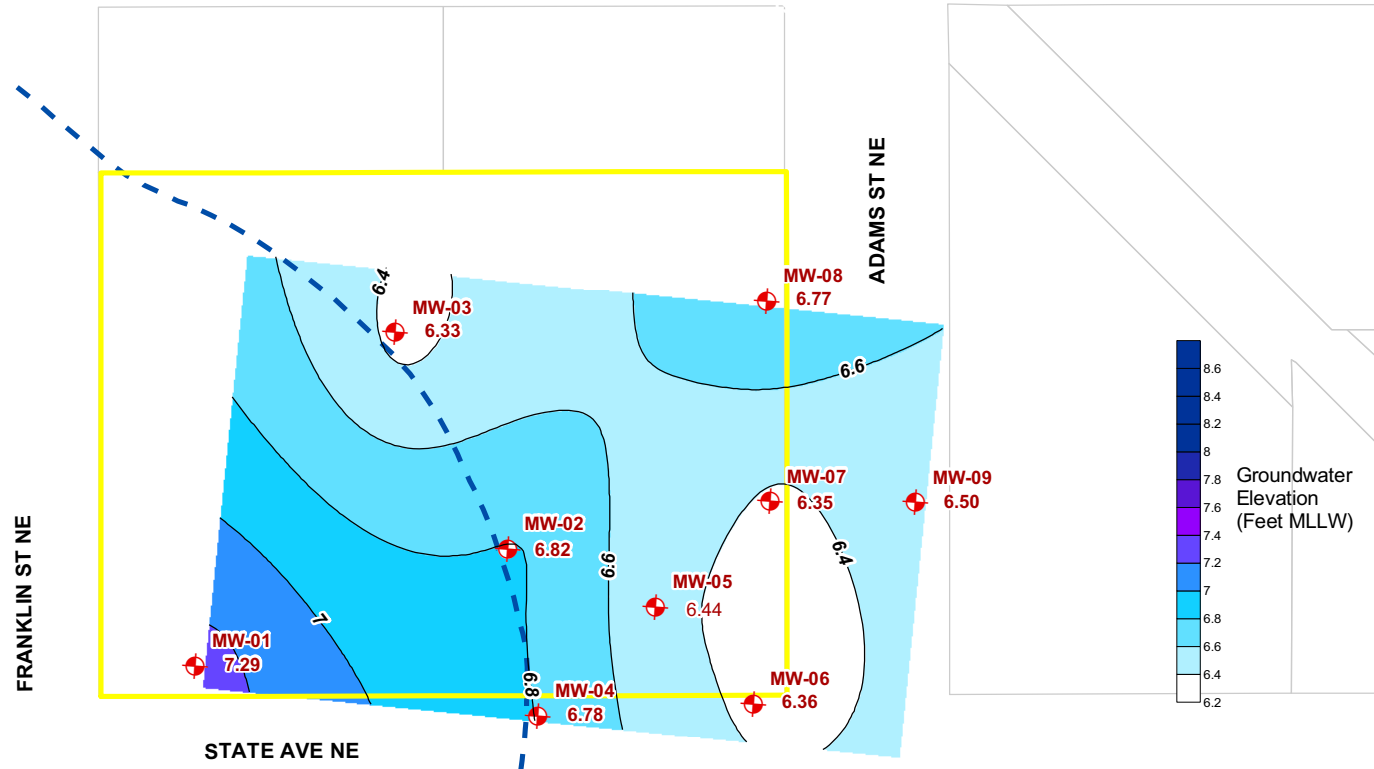 ADAMS ST NE
MW-08
6.77
6.4
MW-03
6.33
6.6
8.6
8.4
8.2
7.8
7.8
7.6
7.4
7.2
7
6.8
6.6
6.4
6.2
Groundwater
Elevation
(Feet MLLW)
MW-07
6.35
MW-09
6.50
MW-02
6.82
6.6
6.4
MW-05
6.44
FRANKLIN ST NE
7
MW-01
7.29
6.8
MW-04
6.78
MW-06
6.36
STATE AVE NE